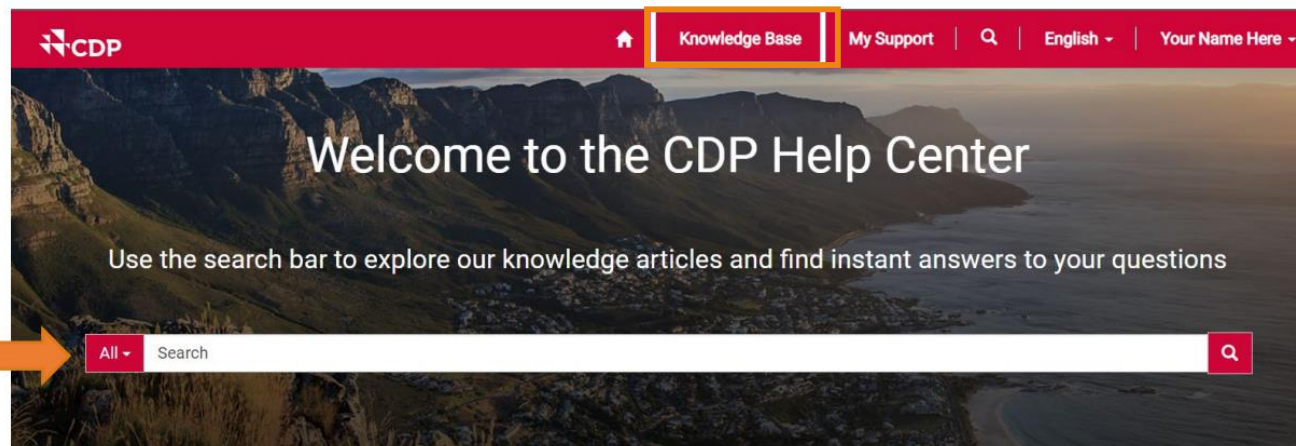 CDP Knowledge Base My Support English Your Name Here
Welcome to the CDP Help Center
Use the search bar to explore our knowledge articles and find instant answers to your questions
All Search